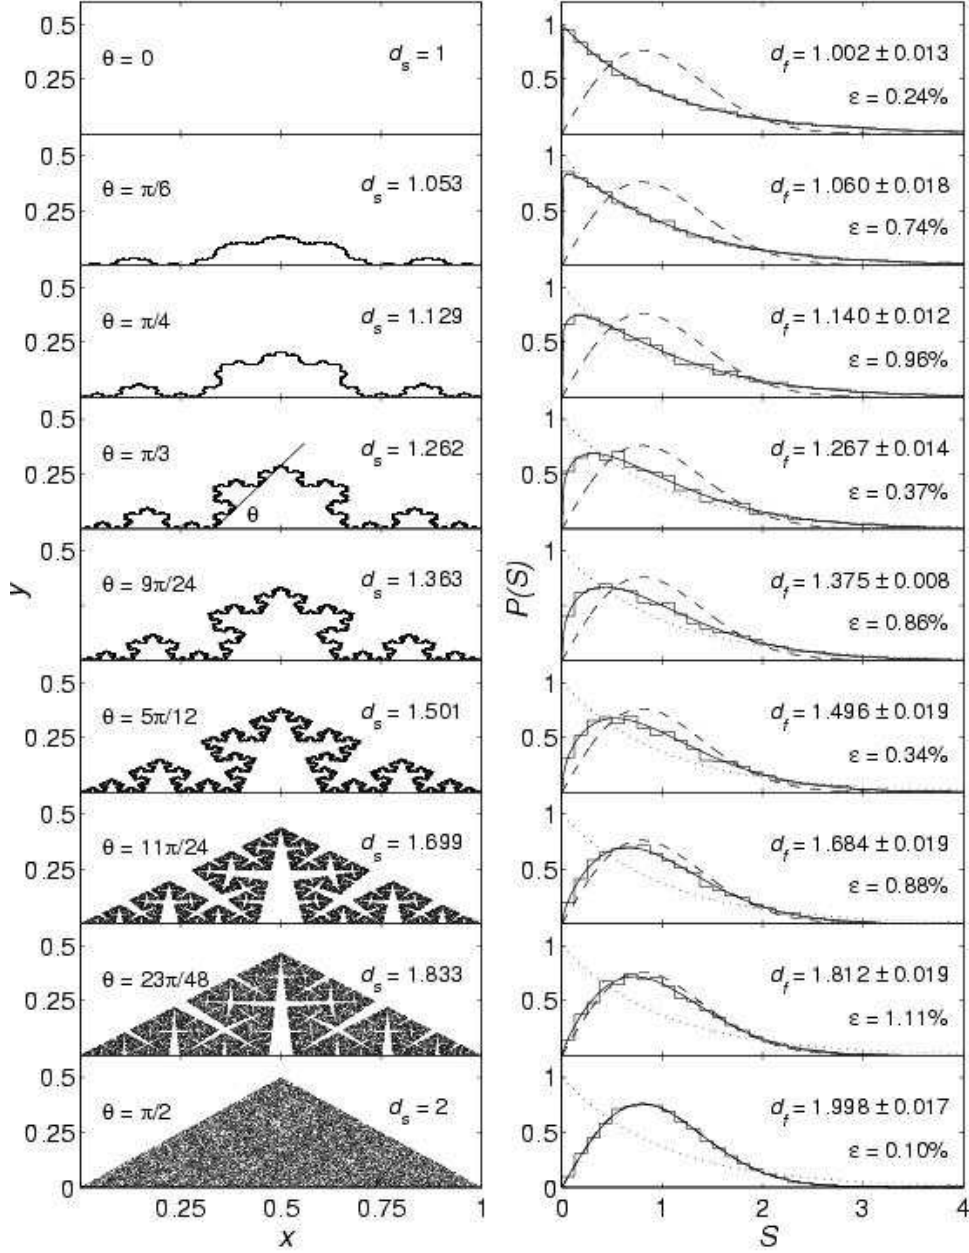 0.5
0.25
θ = 0
d_s = 1
1
0.5
d_f = 1.002 ± 0.013
ε = 0.24%
0.5
0.25
θ = π/6
d_s = 1.053
1
0.5
d_f = 1.060 ± 0.018
ε = 0.74%
0.5
0.25
θ = π/4
d_s = 1.129
1
0.5
d_f = 1.140 ± 0.012
ε = 0.96%
0.5
0.25
θ = π/3
d_s = 1.262
θ
1
0.5
d_f = 1.267 ± 0.014
ε = 0.37%
y
0.5
0.25
θ = 9π/24
d_s = 1.363
P(S)
1
0.5
d_f = 1.375 ± 0.008
ε = 0.86%
0.5
0.25
θ = 5π/12
d_s = 1.501
1
0.5
d_f = 1.496 ± 0.019
ε = 0.34%
0.5
0.25
θ = 11π/24
d_s = 1.699
1
0.5
d_f = 1.684 ± 0.019
ε = 0.88%
0.5
0.25
θ = 23π/48
d_s = 1.833
1
0.5
d_f = 1.812 ± 0.019
ε = 1.11%
0.5
0.25
0
θ = π/2
d_s = 2
1
0.5
0
d_f = 1.998 ± 0.017
ε = 0.10%
0.25 0.5 0.75 1
x
0 1 2 3 4
S